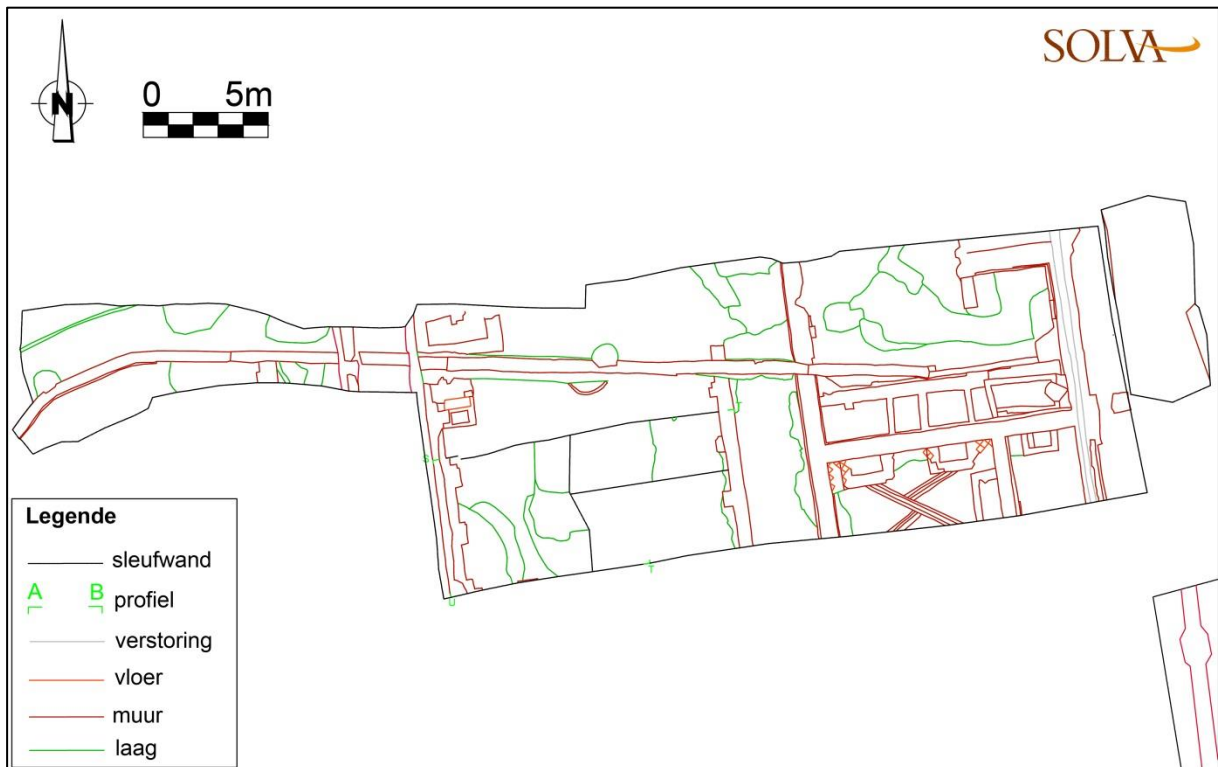 SOLVA
N
0 5m
T
S
T
U
Legende
sleufwand
A B profiel
verstoring
vloer
muur
laag